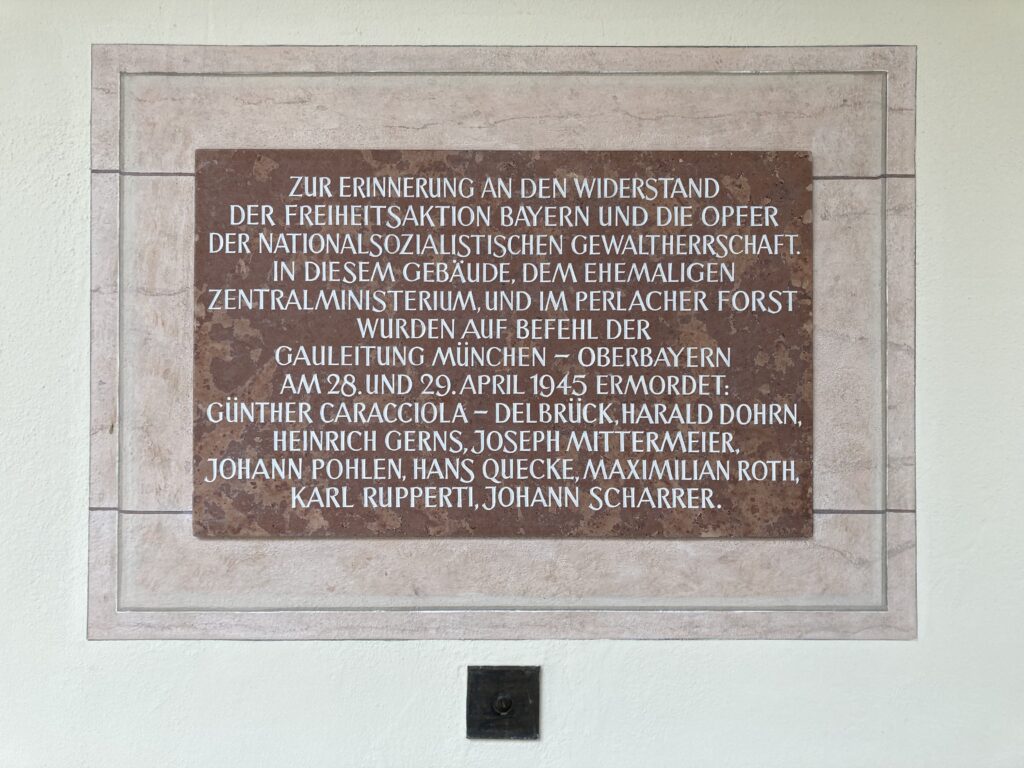 ZUR ERINNERUNG AN DEN WIDERSTAND
DER FREIHEITSAKTION BAYERN UND DIE OPFER
DER NATIONALSOZIALISTISCHEN GEWALTHERRSCHAFT.
IN DIESEM GEBÄUDE, DEM EHEMALIGEN
ZENTRALMINISTERIUM, UND IM PERLACHER FORST
WURDEN AUF BEFEHL DER
GAULEITUNG MÜNCHEN – OBERBAYERN
AM 28. UND 29. APRIL 1945 ERMORDET:
GÜNTHER CARACCIOLA – DELBRÜCK, HARALD DOHRN,
HEINRICH GERNS, JOSEPH MITTERMEIER,
JOHANN POHLEN, HANS QUECKE, MAXIMILIAN ROTH,
KARL RUPPERTI, JOHANN SCHARRER.